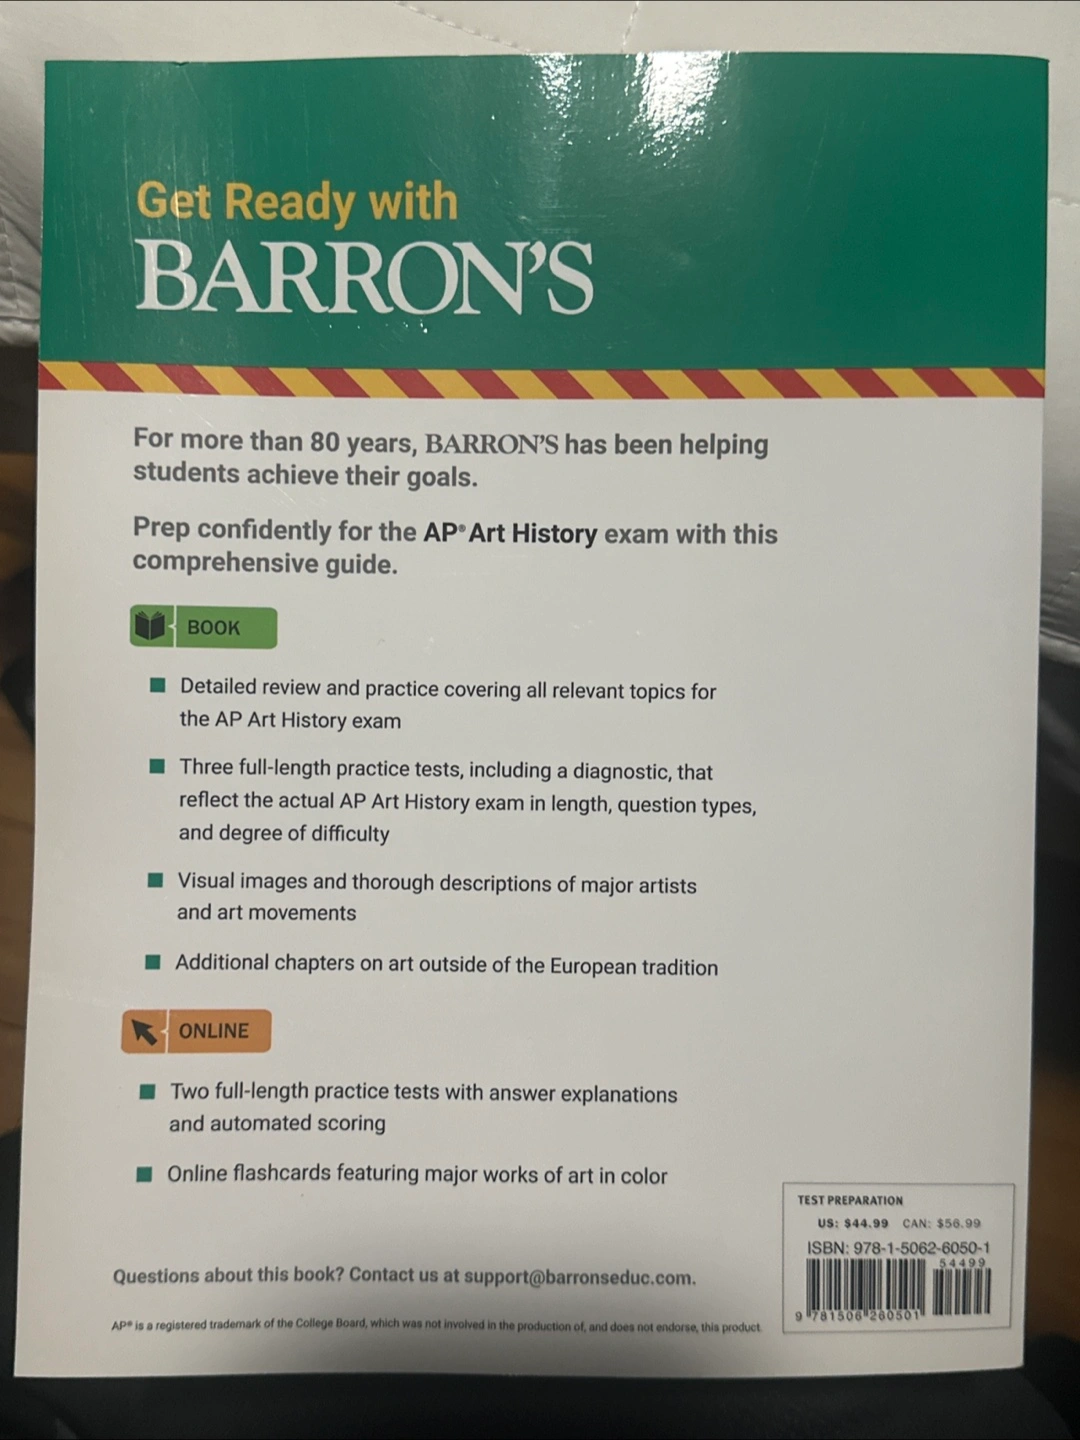 Get Ready with
BARRON'S
For more than 80 years, BARRON'S has been helping
students achieve their goals.
Prep confidently for the AP® Art History exam with this
comprehensive guide.
BOOK
Detailed review and practice covering all relevant topics for
the AP Art History exam
Three full-length practice tests, including a diagnostic, that
reflect the actual AP Art History exam in length, question types,
and degree of difficulty
Visual images and thorough descriptions of major artists
and art movements
Additional chapters on art outside of the European tradition
ONLINE
Two full-length practice tests with answer explanations
and automated scoring
Online flashcards featuring major works of art in color
TEST PREPARATION
US: $44.99 CAN: $56.99
ISBN: 978-1-5062-6050-1
54499
9 781506 260501
Questions about this book? Contact us at support@barronseduc.com.
AP® is a registered trademark of the College Board, which was not involved in the production of, and does not endorse, this product.